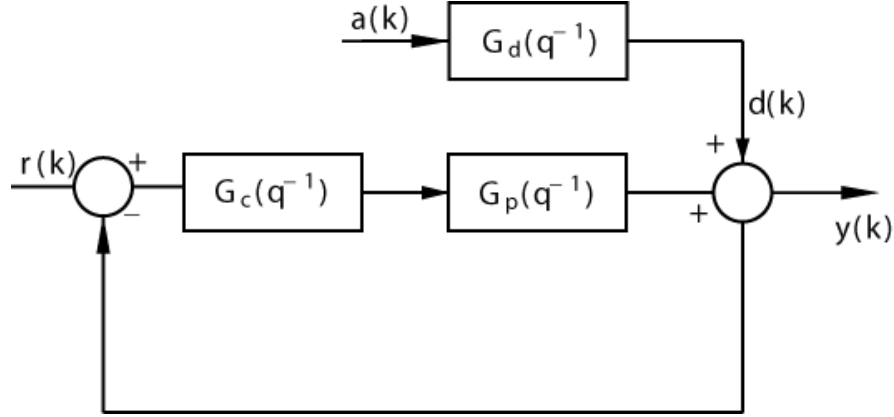 a(k)
G_d(q^{-1})
d(k)
+
r(k)
+
G_c(q^{-1})
G_p(q^{-1})
−
+
y(k)